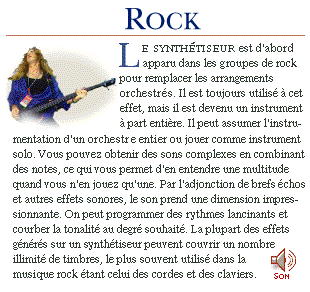 ROCK
LE SYNTHÉTISEUR est d'abord
apparu dans les groupes de rock
pour remplacer les arrangements
orchestrés. Il est toujours utilisé à cet
effet, mais il est devenu un instrument
à part entière. Il peut assumer l'instru-
mentation d'un orchestre entier ou jouer comme instrument
solo. Vous pouvez obtenir des sons complexes en combinant
des notes, ce qui vous permet d'en entendre une multitude
quand vous n'en jouez qu'une. Par l'adjonction de brefs échos
et autres effets sonores, le son prend une dimension impres-
sionnante. On peut programmer des rythmes lancinants et
courber la tonalité au degré souhaité. La plupart des effets
générés sur un synthétiseur peuvent couvrir un nombre
illimité de timbres, le plus souvent utilisé dans la
musique rock étant celui des cordes et des claviers.
SON